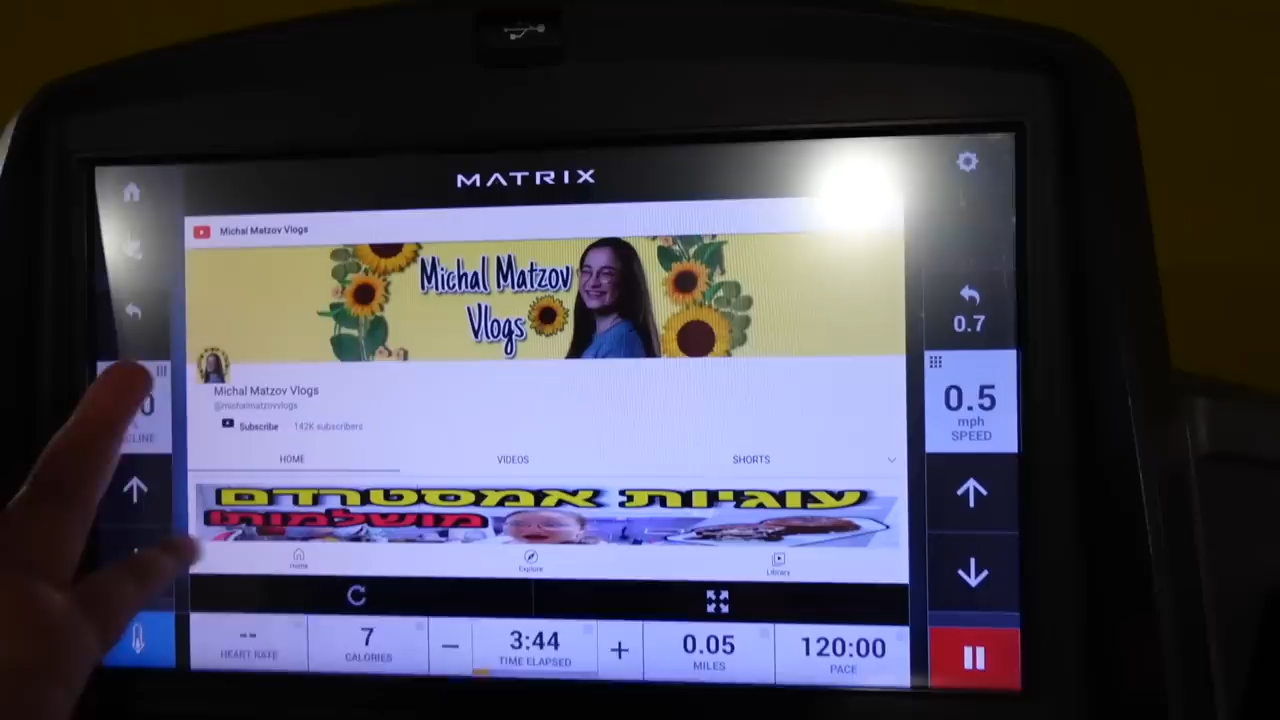 MATRIX
Michal Matzov Vlogs
Michal Matzov
Vlogs
0.7
Michal Matzov Vlogs
@michalmatzovvlogs
Subscribe 142K subscribers
0.5
mph
SPEED
HOME VIDEOS SHORTS
עוגיות אמסטרדם
מושלמות!
Home Explore Library
-- 7 3:44 0.05 120:00
HEART RATE CALORIES TIME ELAPSED MILES PACE